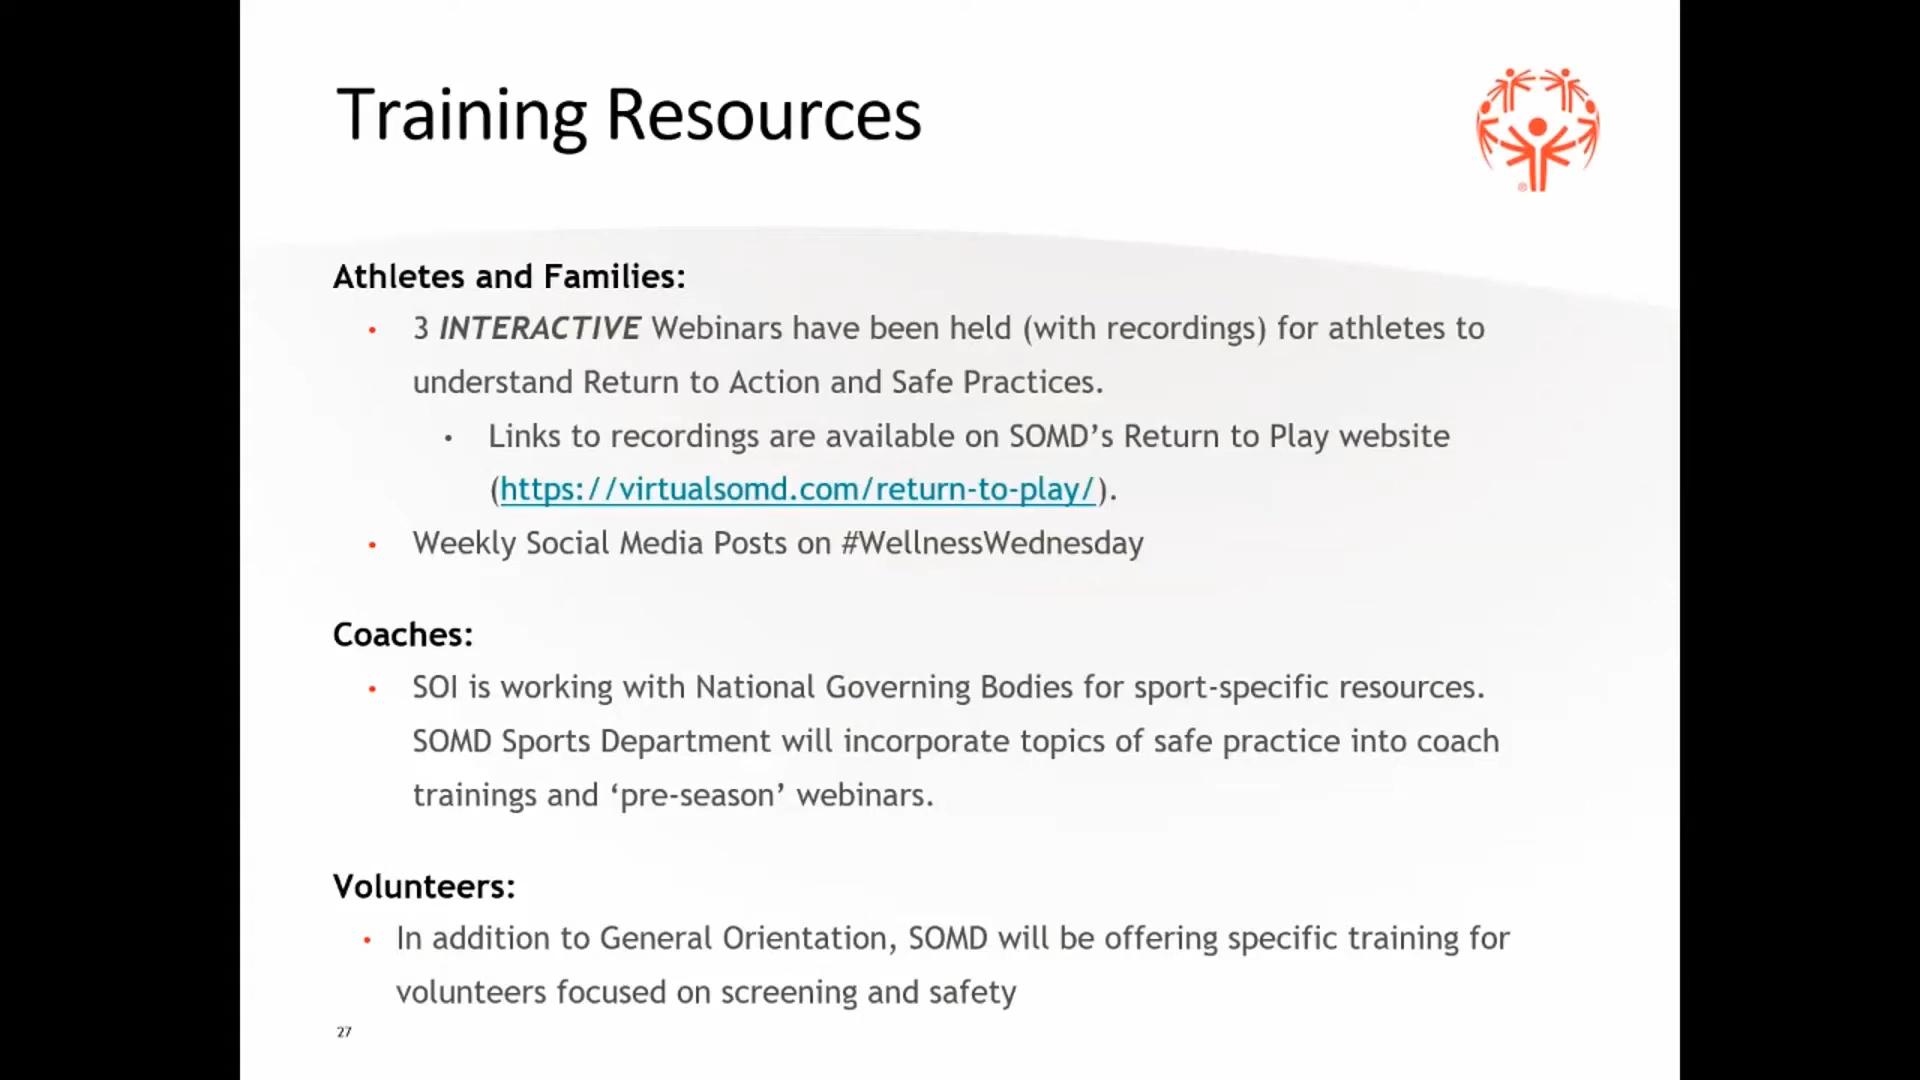 Training Resources
Athletes and Families:
• 3 INTERACTIVE Webinars have been held (with recordings) for athletes to
understand Return to Action and Safe Practices.
• Links to recordings are available on SOMD’s Return to Play website
(https://virtualsomd.com/return-to-play/).
• Weekly Social Media Posts on #WellnessWednesday
Coaches:
• SOI is working with National Governing Bodies for sport-specific resources.
SOMD Sports Department will incorporate topics of safe practice into coach
trainings and ‘pre-season’ webinars.
Volunteers:
• In addition to General Orientation, SOMD will be offering specific training for
volunteers focused on screening and safety
27